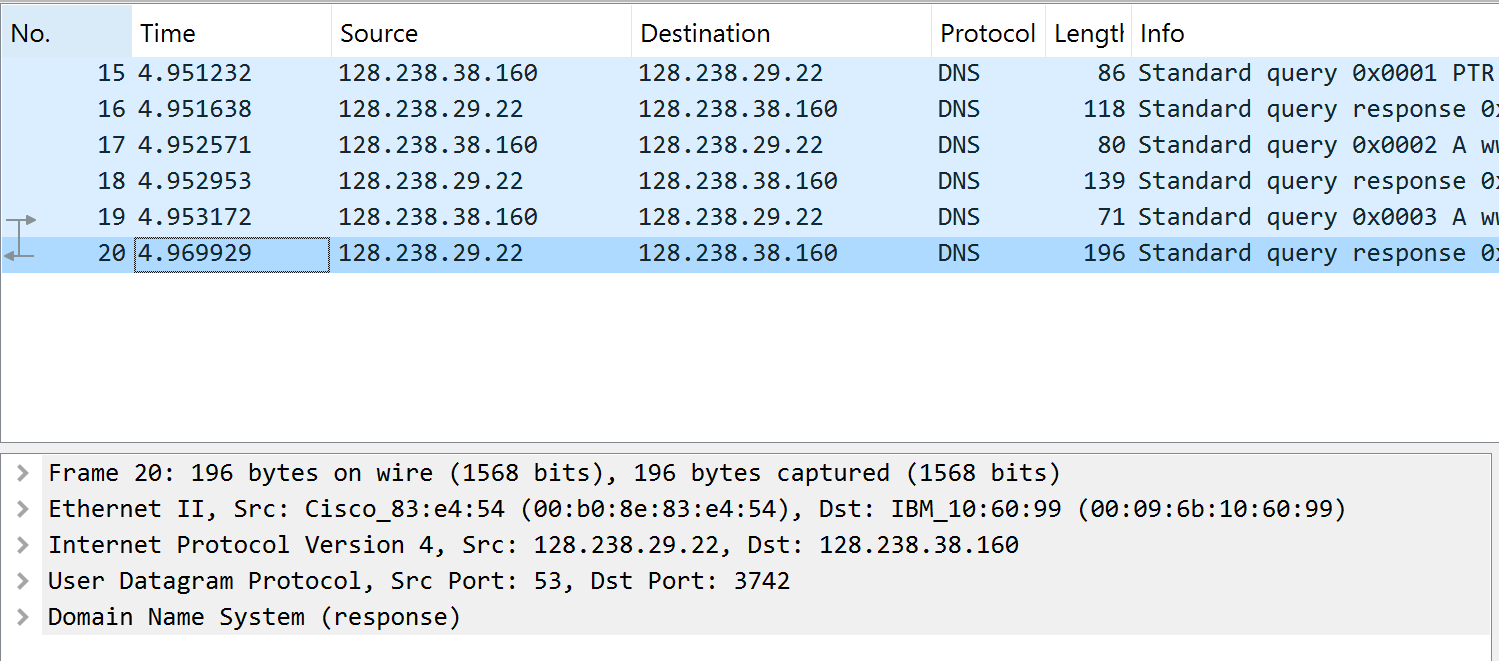 No. Time Source Destination Protocol Length Info
15 4.951232 128.238.38.160 128.238.29.22 DNS 86 Standard query 0x0001 PTR
16 4.951638 128.238.29.22 128.238.38.160 DNS 118 Standard query response 0x
17 4.952571 128.238.38.160 128.238.29.22 DNS 80 Standard query 0x0002 A ww
18 4.952953 128.238.29.22 128.238.38.160 DNS 139 Standard query response 0x
19 4.953172 128.238.38.160 128.238.29.22 DNS 71 Standard query 0x0003 A ww
20 4.969929 128.238.29.22 128.238.38.160 DNS 196 Standard query response 0x
Frame 20: 196 bytes on wire (1568 bits), 196 bytes captured (1568 bits)
Ethernet II, Src: Cisco_83:e4:54 (00:b0:8e:83:e4:54), Dst: IBM_10:60:99 (00:09:6b:10:60:99)
Internet Protocol Version 4, Src: 128.238.29.22, Dst: 128.238.38.160
User Datagram Protocol, Src Port: 53, Dst Port: 3742
Domain Name System (response)